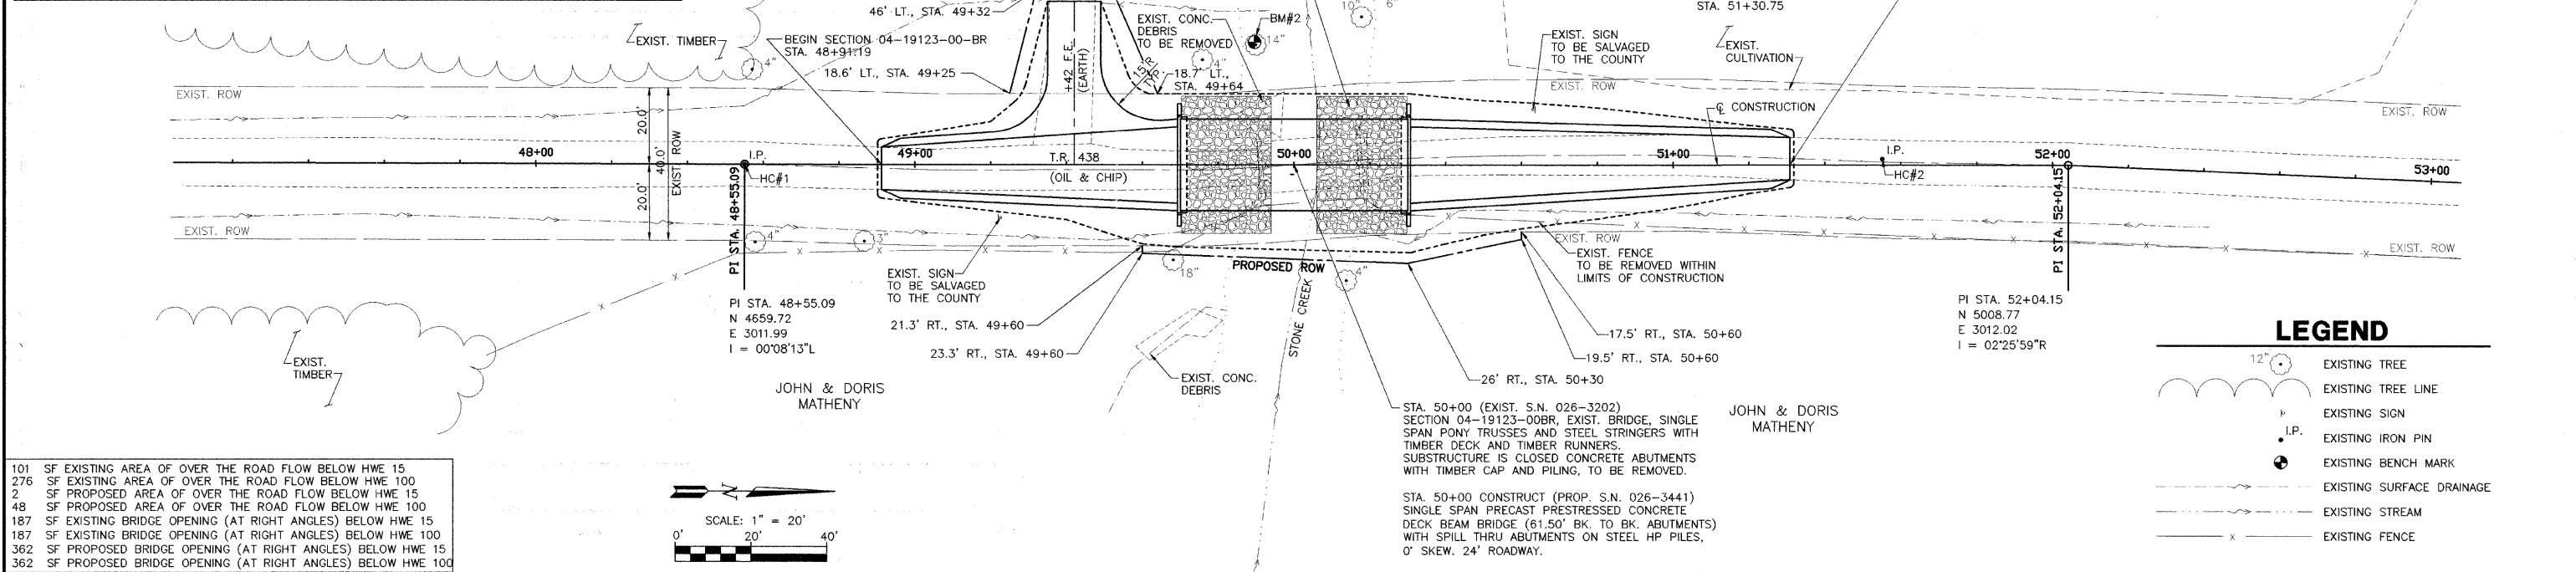 46' LT., STA. 49+32
EXIST. TIMBER
BEGIN SECTION 04-19123-00-BR
STA. 48+91.19
18.6' LT., STA. 49+25
4"
+42 F.E.
(EARTH)
EXIST. CONC.
DEBRIS
TO BE REMOVED
BM#2
14"
4"
10"
6"
15'R.
TYP.
18.7' LT.,
STA. 49+64
EXIST. SIGN
TO BE SALVAGED
TO THE COUNTY
STA. 51+30.75
EXIST.
CULTIVATION
EXIST. ROW
EXIST. ROW
EXIST. ROW
℄ CONSTRUCTION
20.0'
40.0'
20.0'
EXIST ROW
48+00
I.P.
HC#1
49+00
T.R. 438
(OIL & CHIP)
50+00
51+00
I.P.
HC#2
52+00
53+00
PI STA. 48+55.09
PI STA. 52+04.15
EXIST. ROW
4"
3"
EXIST. ROW
EXIST. ROW
EXIST. FENCE
TO BE REMOVED WITHIN
LIMITS OF CONSTRUCTION
18"
PROPOSED ROW
4"
STONE CREEK
EXIST. SIGN
TO BE SALVAGED
TO THE COUNTY
PI STA. 48+55.09
N 4659.72
E 3011.99
I = 00°08'13"L
21.3' RT., STA. 49+60
23.3' RT., STA. 49+60
17.5' RT., STA. 50+60
19.5' RT., STA. 50+60
26' RT., STA. 50+30
PI STA. 52+04.15
N 5008.77
E 3012.02
I = 02°25'59"R
EXIST.
TIMBER
EXIST. CONC.
DEBRIS
JOHN & DORIS
MATHENY
JOHN & DORIS
MATHENY
STA. 50+00 (EXIST. S.N. 026-3202)
SECTION 04-19123-00BR, EXIST. BRIDGE, SINGLE
SPAN PONY TRUSSES AND STEEL STRINGERS WITH
TIMBER DECK AND TIMBER RUNNERS.
SUBSTRUCTURE IS CLOSED CONCRETE ABUTMENTS
WITH TIMBER CAP AND PILING, TO BE REMOVED.
STA. 50+00 CONSTRUCT (PROP. S.N. 026-3441)
SINGLE SPAN PRECAST PRESTRESSED CONCRETE
DECK BEAM BRIDGE (61.50' BK. TO BK. ABUTMENTS)
WITH SPILL THRU ABUTMENTS ON STEEL HP PILES,
0° SKEW. 24' ROADWAY.
101 SF EXISTING AREA OF OVER THE ROAD FLOW BELOW HWE 15
276 SF EXISTING AREA OF OVER THE ROAD FLOW BELOW HWE 100
2 SF PROPOSED AREA OF OVER THE ROAD FLOW BELOW HWE 15
48 SF PROPOSED AREA OF OVER THE ROAD FLOW BELOW HWE 100
187 SF EXISTING BRIDGE OPENING (AT RIGHT ANGLES) BELOW HWE 15
187 SF EXISTING BRIDGE OPENING (AT RIGHT ANGLES) BELOW HWE 100
362 SF PROPOSED BRIDGE OPENING (AT RIGHT ANGLES) BELOW HWE 15
362 SF PROPOSED BRIDGE OPENING (AT RIGHT ANGLES) BELOW HWE 100
N
SCALE: 1" = 20'
0' 20' 40'
LEGEND
12" EXISTING TREE
EXISTING TREE LINE
EXISTING SIGN
I.P. EXISTING IRON PIN
EXISTING BENCH MARK
EXISTING SURFACE DRAINAGE
EXISTING STREAM
x EXISTING FENCE